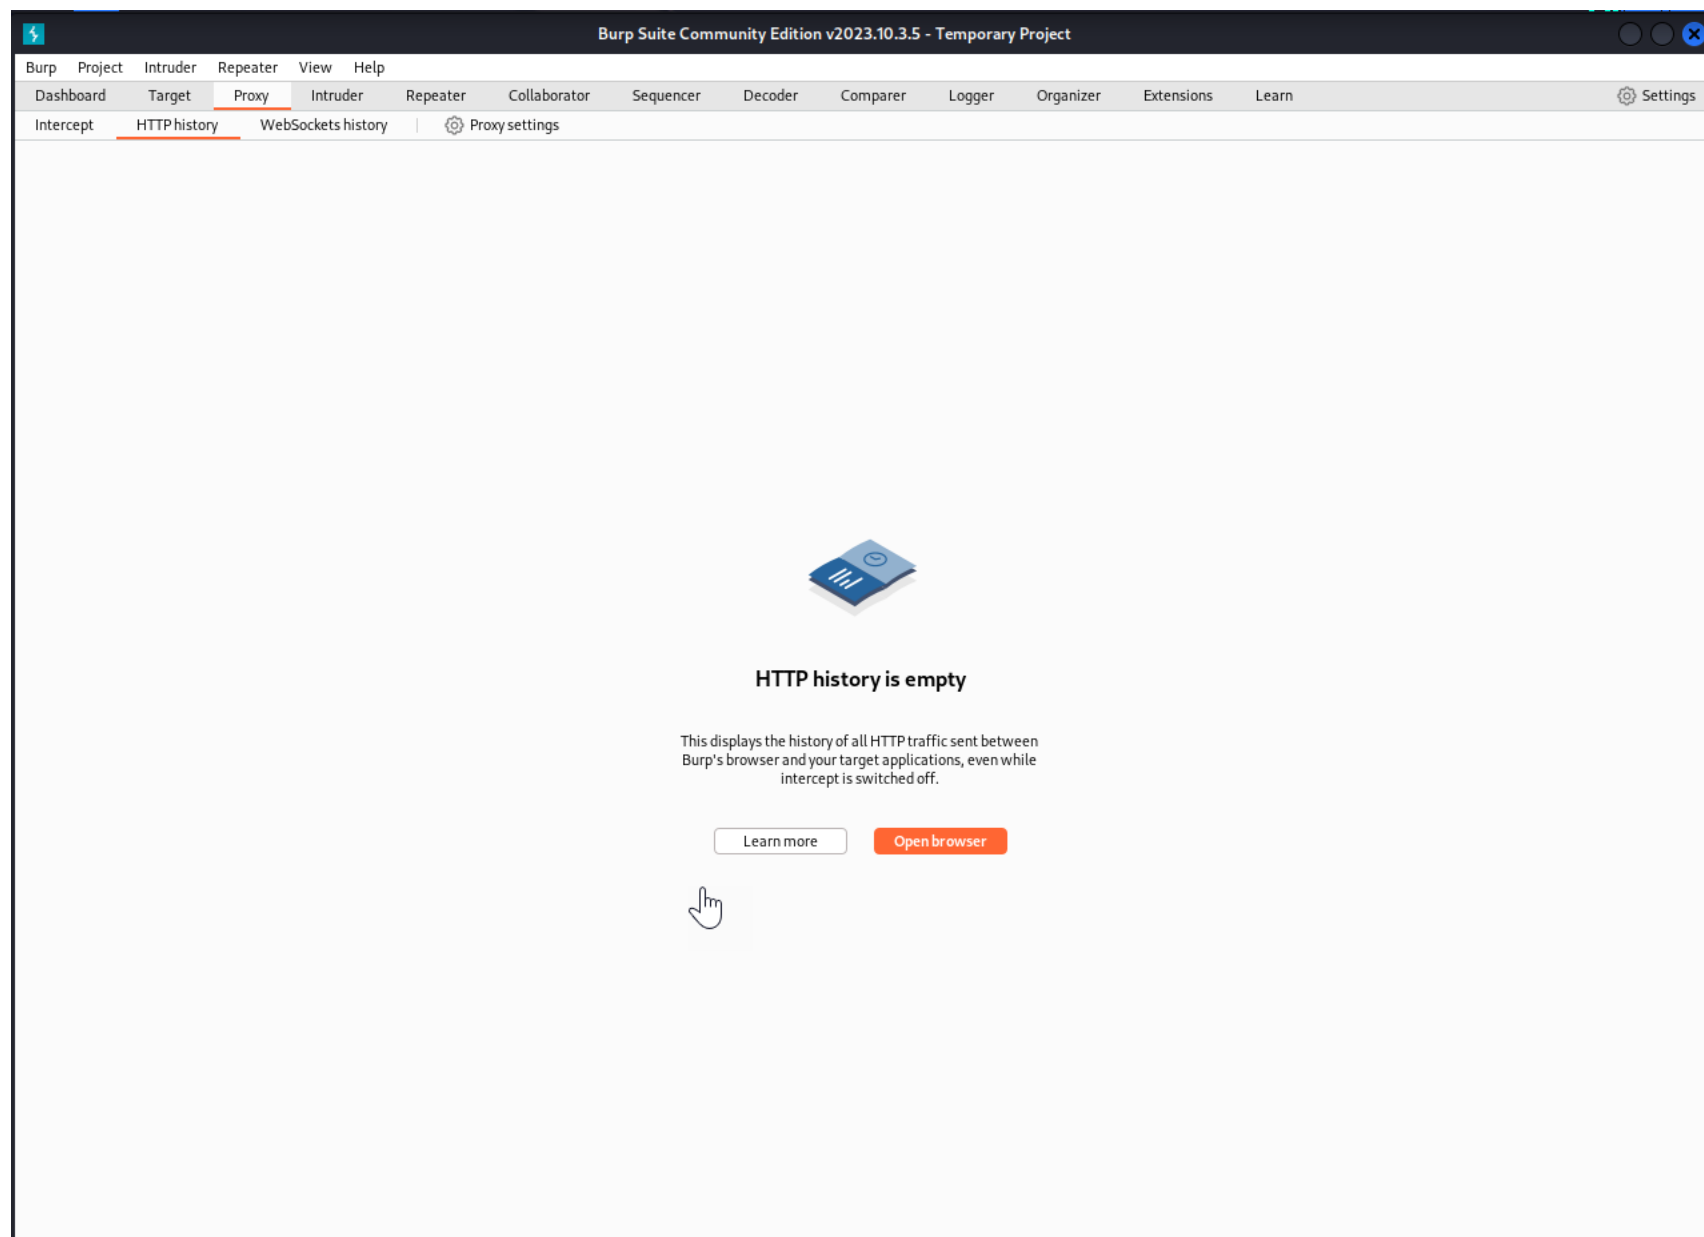 Burp Suite Community Edition v2023.10.3.5 - Temporary Project
Burp Project Intruder Repeater View Help
Dashboard Target Proxy Intruder Repeater Collaborator Sequencer Decoder Comparer Logger Organizer Extensions Learn Settings
Intercept HTTP history WebSockets history Proxy settings
HTTP history is empty
This displays the history of all HTTP traffic sent between
Burp's browser and your target applications, even while
intercept is switched off.
Learn more Open browser